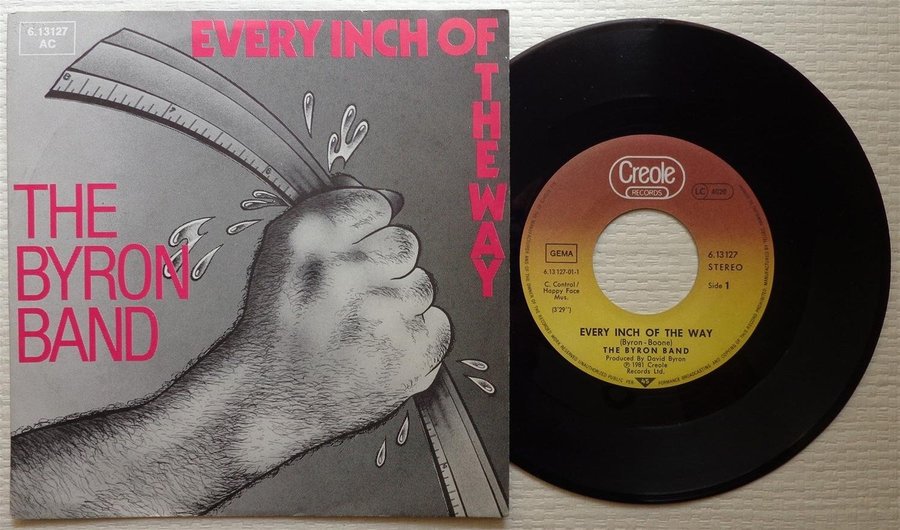 6.13127
AC
EVERY INCH OF
THE WAY
THE
BYRON
BAND
Creole
RECORDS
LC 4020
GEMA
6.13127
STEREO
6.13 127-01-1
Side 1
C. Control/
Happy Face
Mus.
(3'29")
EVERY INCH OF THE WAY
(Byron-Boone)
THE BYRON BAND
Produced By David Byron
℗ 1981 Creole
Records Ltd.
45